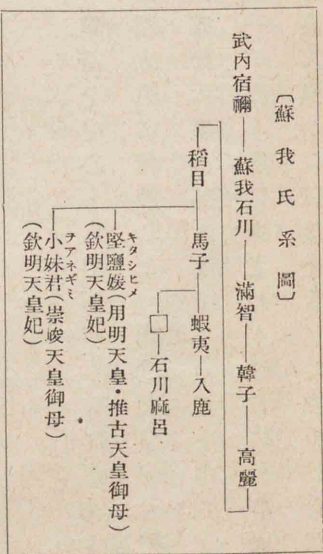 〔蘇我氏系圖〕
武内宿禰―蘇我石川―滿智―韓子―高麗
稻目―馬子―蝦夷―入鹿
□―石川麻呂
堅鹽媛(用明天皇・推古天皇御母)
キタシヒメ
(欽明天皇妃)
小妹君(崇峻天皇御母)
ヲアネギミ
(欽明天皇妃)